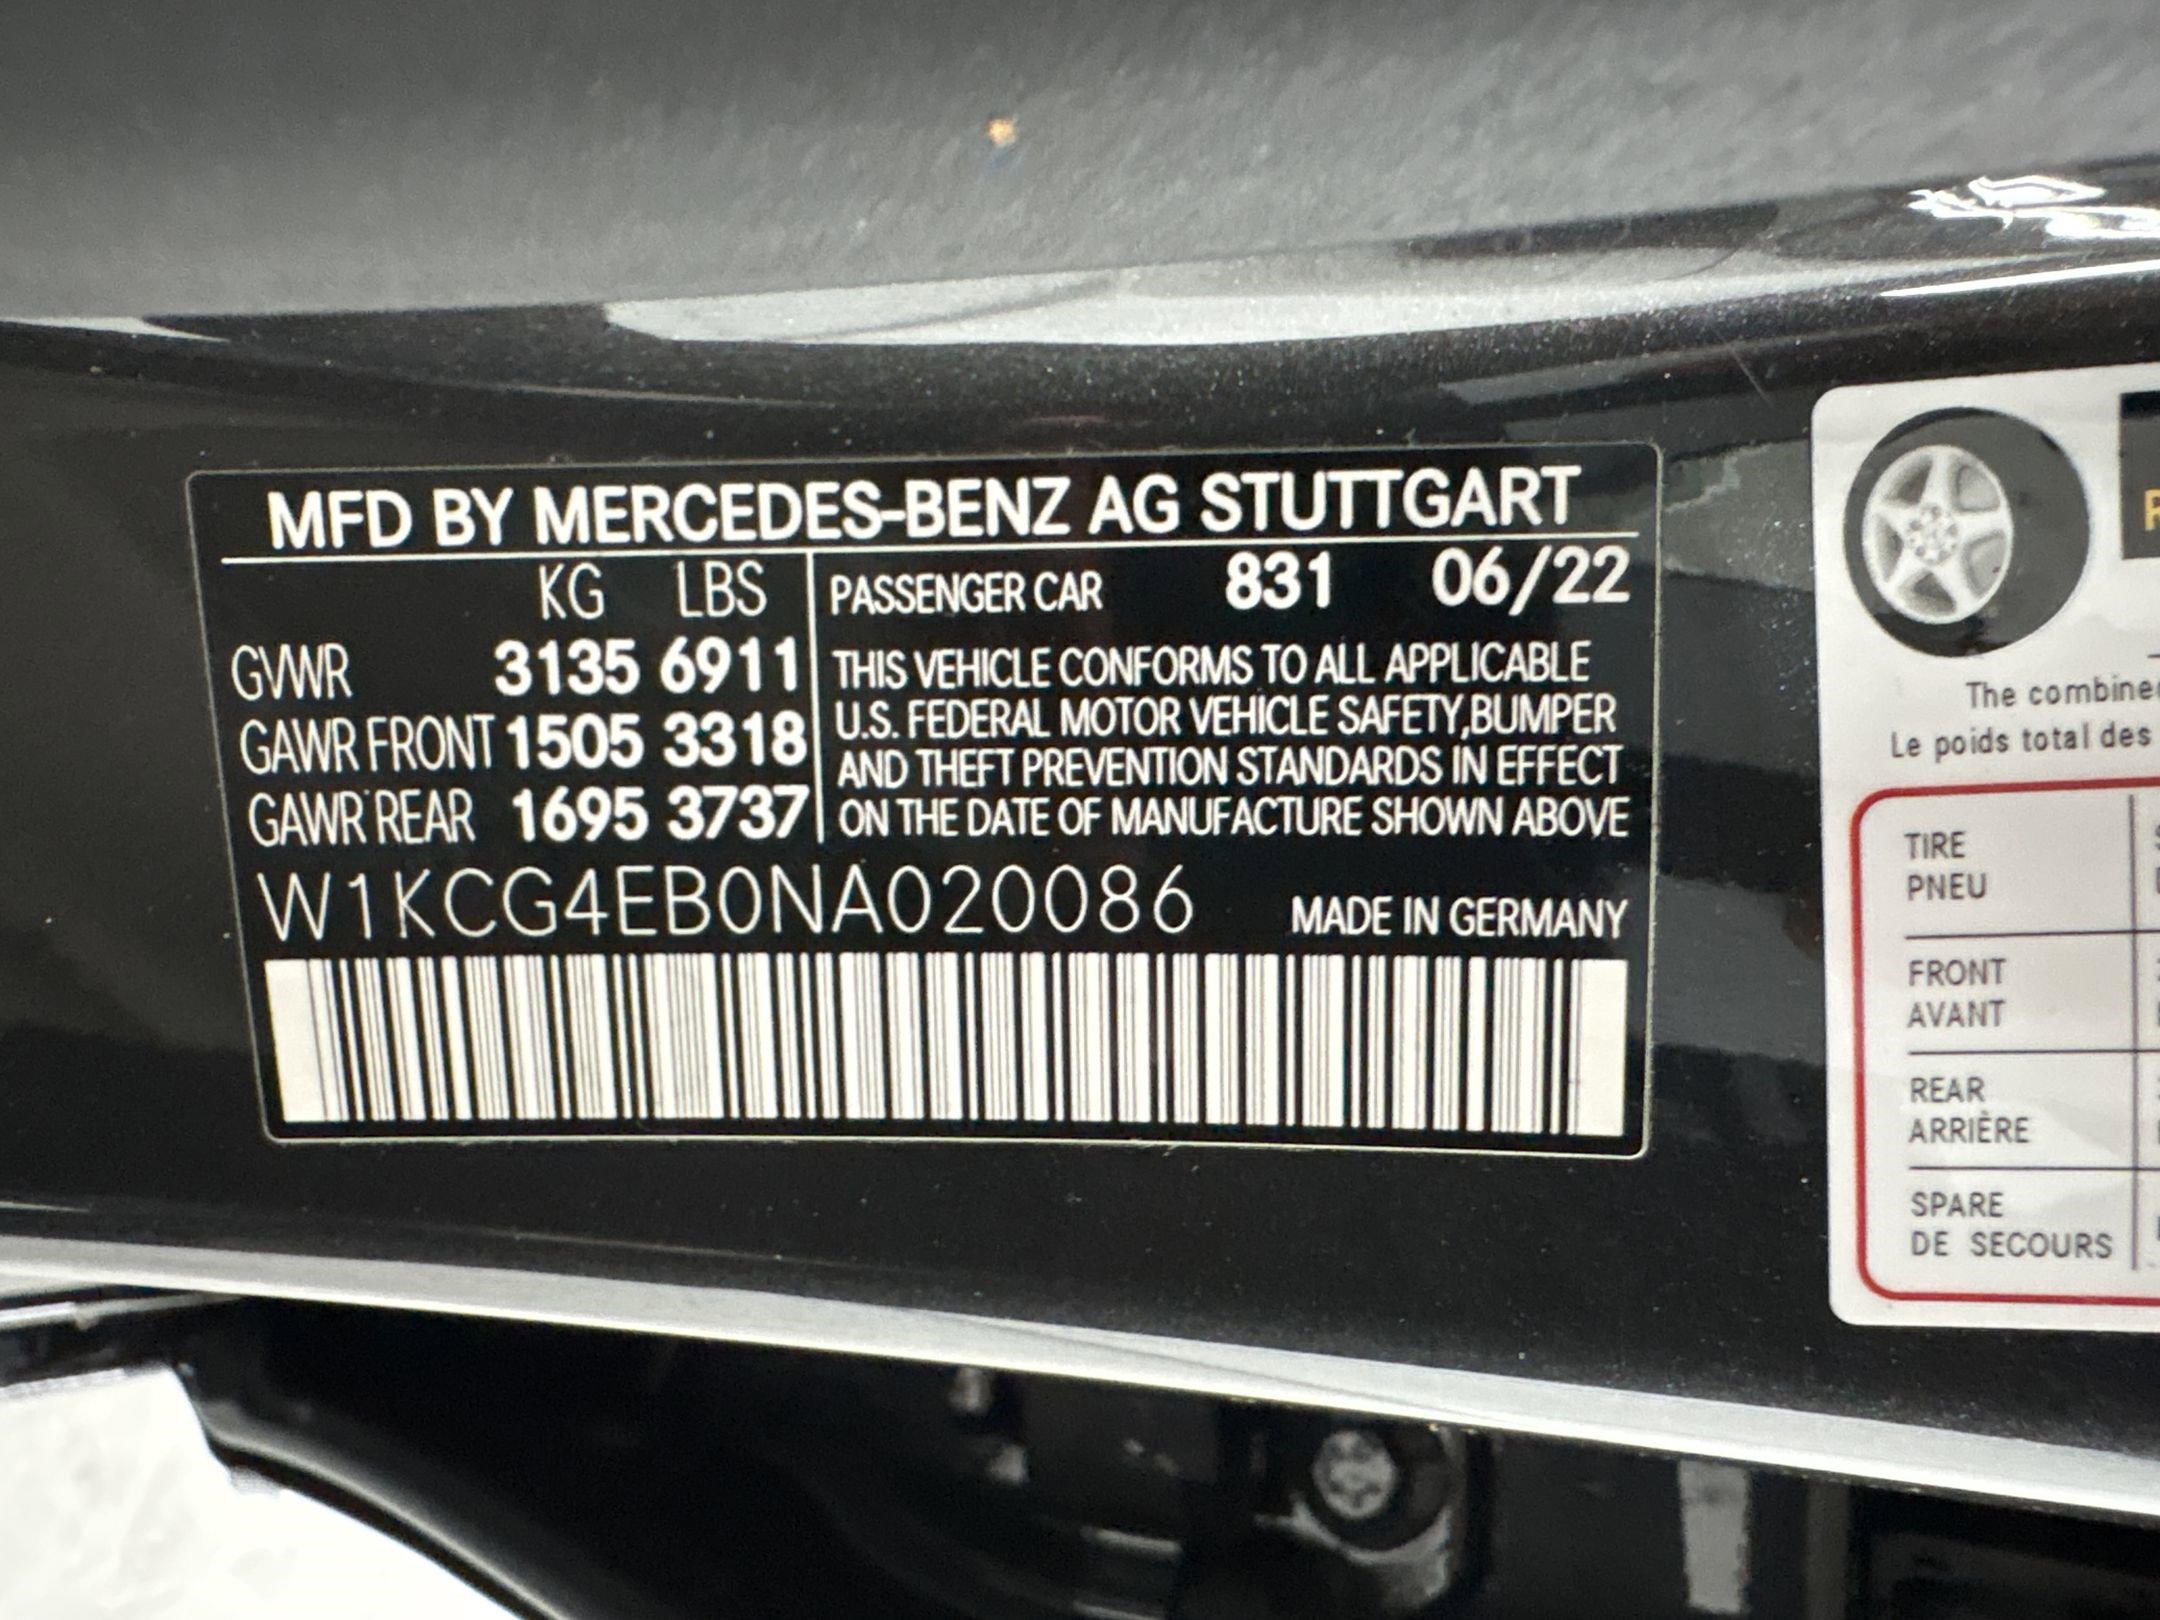 MFD BY MERCEDES-BENZ AG STUTTGART
KG LBS
GVWR 3135 6911
GAWR FRONT 1505 3318
GAWR REAR 1695 3737
PASSENGER CAR 831 06/22
THIS VEHICLE CONFORMS TO ALL APPLICABLE
U.S. FEDERAL MOTOR VEHICLE SAFETY,BUMPER
AND THEFT PREVENTION STANDARDS IN EFFECT
ON THE DATE OF MANUFACTURE SHOWN ABOVE
W1KCG4EB0NA020086 MADE IN GERMANY
The combined
Le poids total des
TIRE
PNEU
FRONT
AVANT
REAR
ARRIÈRE
SPARE
DE SECOURS